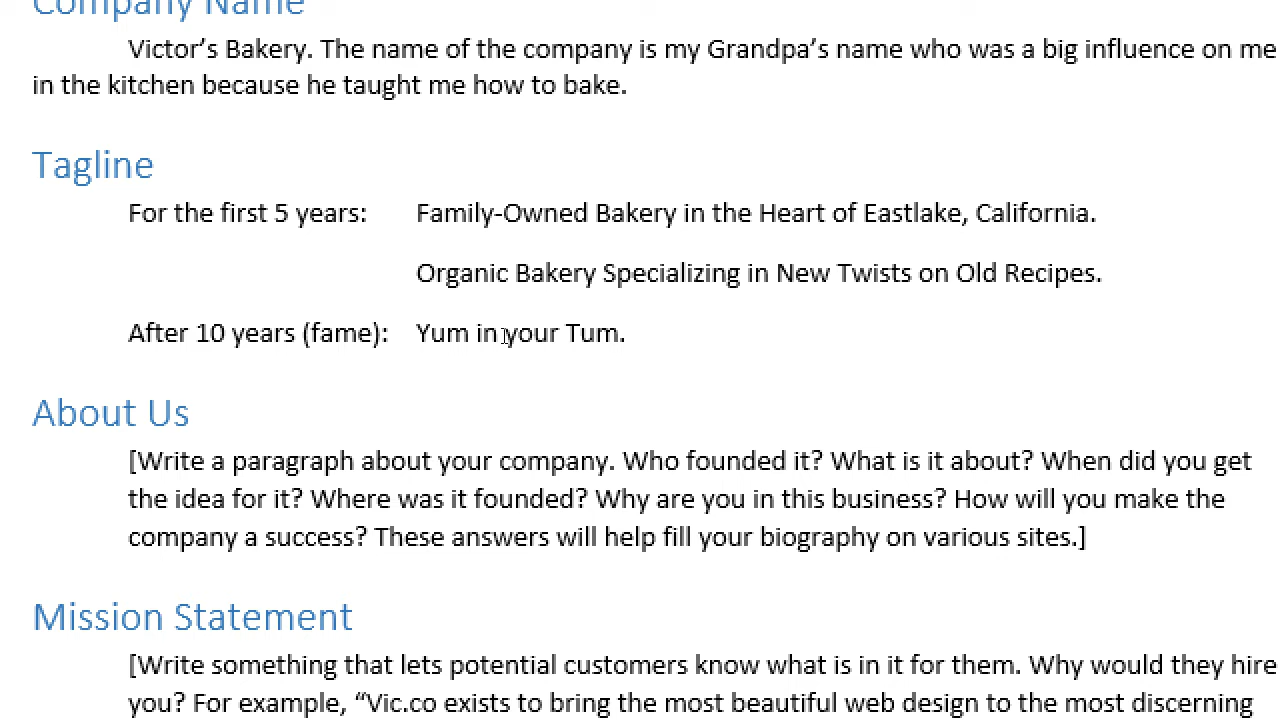 Company Name
Victor’s Bakery. The name of the company is my Grandpa’s name who was a big influence on me
in the kitchen because he taught me how to bake.
Tagline
For the first 5 years: Family-Owned Bakery in the Heart of Eastlake, California.
Organic Bakery Specializing in New Twists on Old Recipes.
After 10 years (fame): Yum in your Tum.
About Us
[Write a paragraph about your company. Who founded it? What is it about? When did you get
the idea for it? Where was it founded? Why are you in this business? How will you make the
company a success? These answers will help fill your biography on various sites.]
Mission Statement
[Write something that lets potential customers know what is in it for them. Why would they hire
you? For example, “Vic.co exists to bring the most beautiful web design to the most discerning